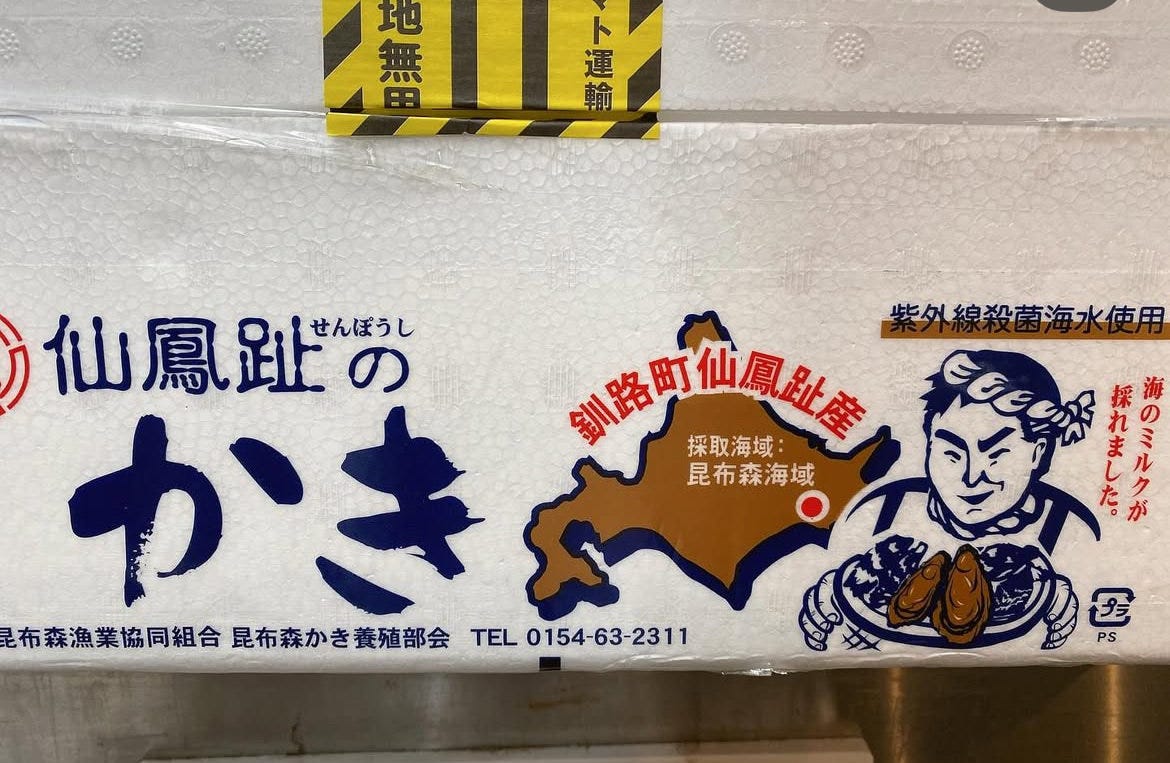 地無用
マト運輸
せんぽうし
仙鳳趾の
かき
釧路町仙鳳趾産
採取海域:
昆布森海域
紫外線殺菌海水使用
海のミルクが
採れました。
プラ
PS
昆布森漁業協同組合 昆布森かき養殖部会 TEL 0154-63-2311